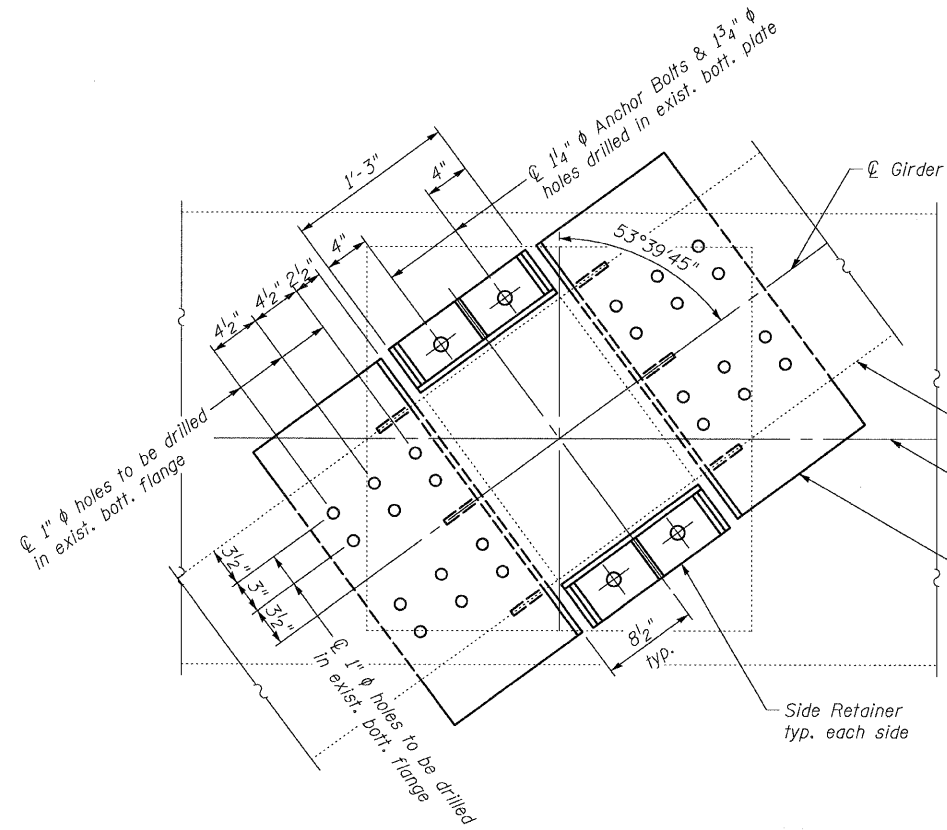 ℄ 1¼" ϕ Anchor Bolts & 1¾" ϕ
holes drilled in exist. bott. plate
1'-3"
4"
℄ Girder
53°39'45"
4"
2½"
4½"
4½"
℄ 1" ϕ holes to be drilled
in exist. bott. flange
3½"
3"
3½"
℄ 1" ϕ holes to be drilled
in exist. bott. flange
8½"
typ.
Side Retainer
typ. each side